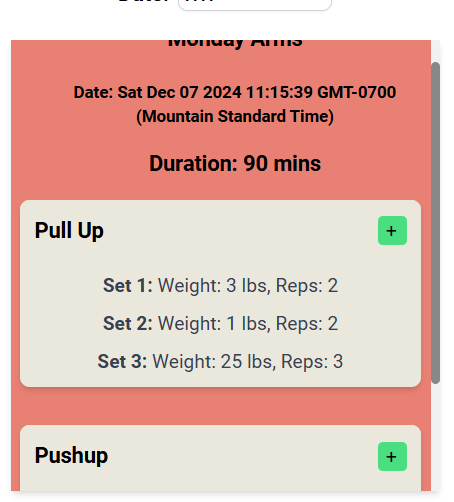 Monday Arms
Date: Sat Dec 07 2024 11:15:39 GMT-0700
(Mountain Standard Time)
Duration: 90 mins
Pull Up
+
Set 1: Weight: 3 lbs, Reps: 2
Set 2: Weight: 1 lbs, Reps: 2
Set 3: Weight: 25 lbs, Reps: 3
Pushup
+